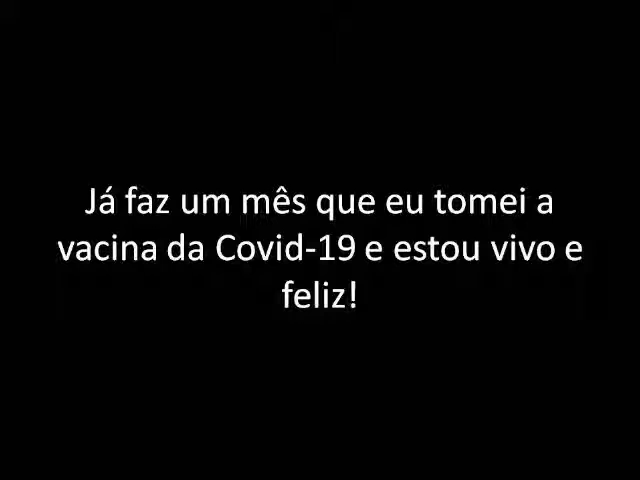 Já faz um mês que eu tomei a
vacina da Covid-19 e estou vivo e
feliz!